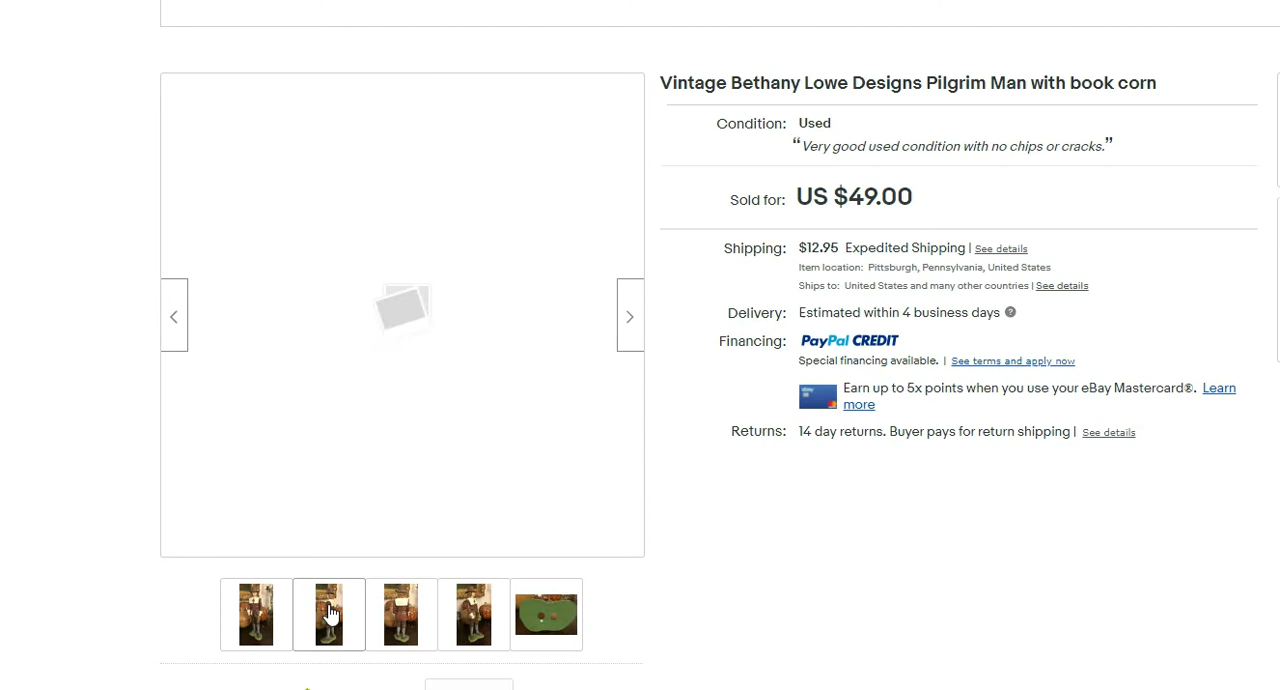 Vintage Bethany Lowe Designs Pilgrim Man with book corn
Condition: Used
“Very good used condition with no chips or cracks.”
Sold for: US $49.00
Shipping: $12.95 Expedited Shipping | See details
Item location: Pittsburgh, Pennsylvania, United States
Ships to: United States and many other countries | See details
Delivery: Estimated within 4 business days ?
Financing: PayPal CREDIT
Special financing available. | See terms and apply now
Earn up to 5x points when you use your eBay Mastercard®. Learn
more
Returns: 14 day returns. Buyer pays for return shipping | See details